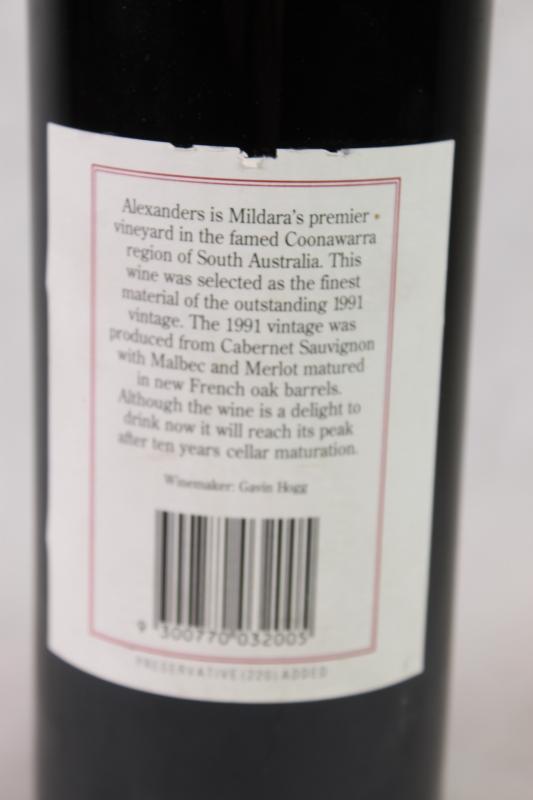 Alexanders is Mildara's premier
vineyard in the famed Coonawarra
region of South Australia. This
wine was selected as the finest
material of the outstanding 1991
vintage. The 1991 vintage was
produced from Cabernet Sauvignon
with Malbec and Merlot matured
in new French oak barrels.
Although the wine is a delight to
drink now it will reach its peak
after ten years cellar maturation.
Winemaker: Gavin Hogg
9 300770 032005
PRESERVATIVE (220) ADDED